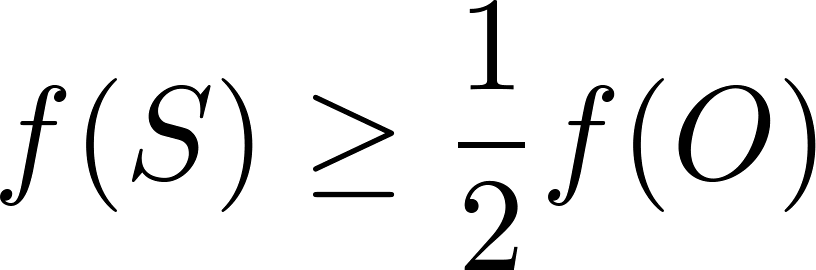 f(S) ≥ 1/2 f(O)